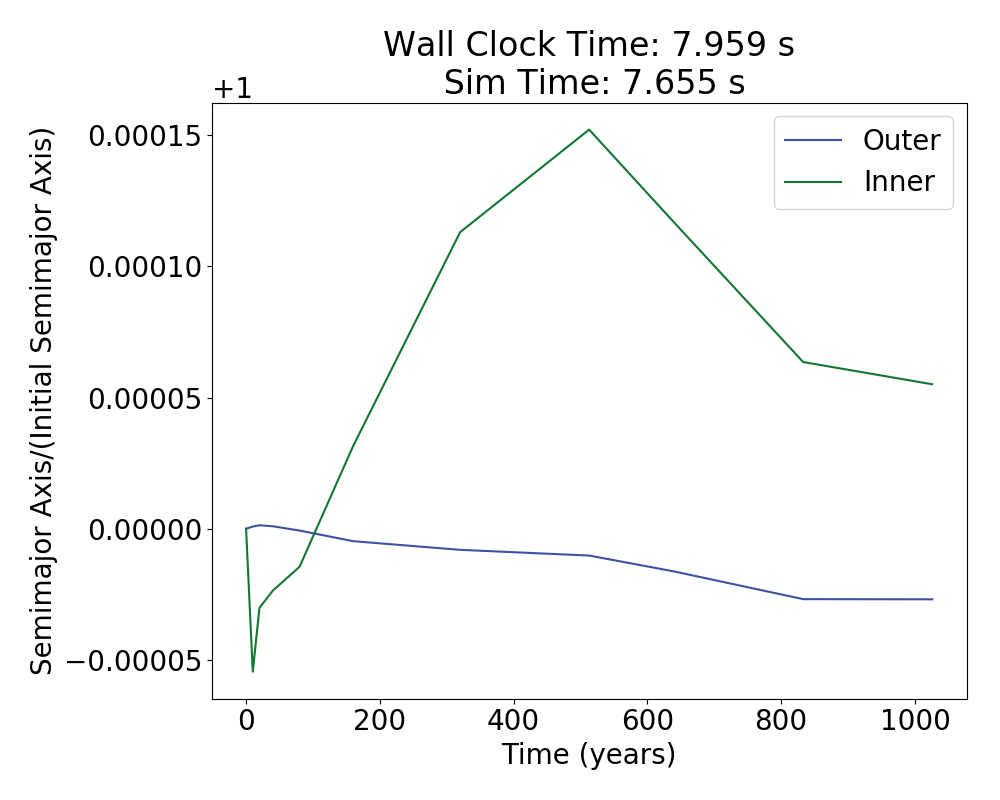 Wall Clock Time: 7.959 s
Sim Time: 7.655 s
+1
Semimajor Axis/(Initial Semimajor Axis)
0.00015
0.00010
0.00005
0.00000
−0.00005
Outer
Inner
0 200 400 600 800 1000
Time (years)